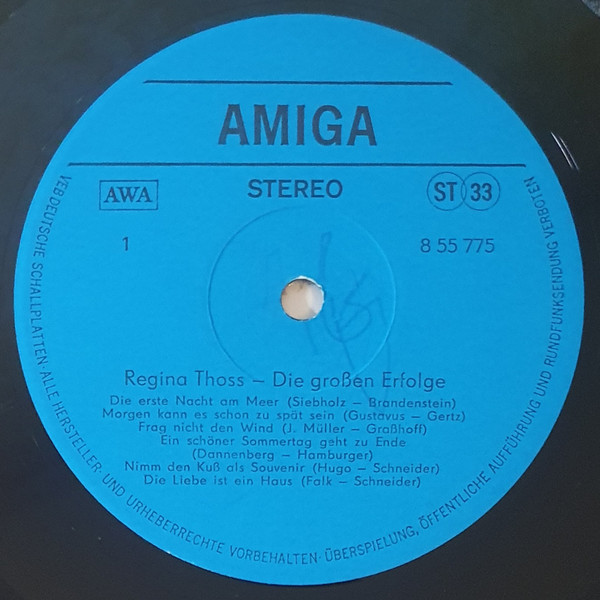 AMIGA
AWA
STEREO
ST 33
1
8 55 775
Regina Thoss – Die großen Erfolge
Die erste Nacht am Meer (Siebholz – Brandenstein)
Morgen kann es schon zu spät sein (Gustavus – Gertz)
Frag nicht den Wind (J. Müller – Graßhoff)
Ein schöner Sommertag geht zu Ende
(Dannenberg – Hamburger)
Nimm den Kuß als Souvenir (Hugo – Schneider)
Die Liebe ist ein Haus (Falk – Schneider)
VEB DEUTSCHE SCHALLPLATTEN · ALLE HERSTELLER- UND URHEBERRECHTE VORBEHALTEN · ÜBERSPIELUNG, ÖFFENTLICHE AUFFÜHRUNG UND RUNDFUNKSENDUNG VERBOTEN